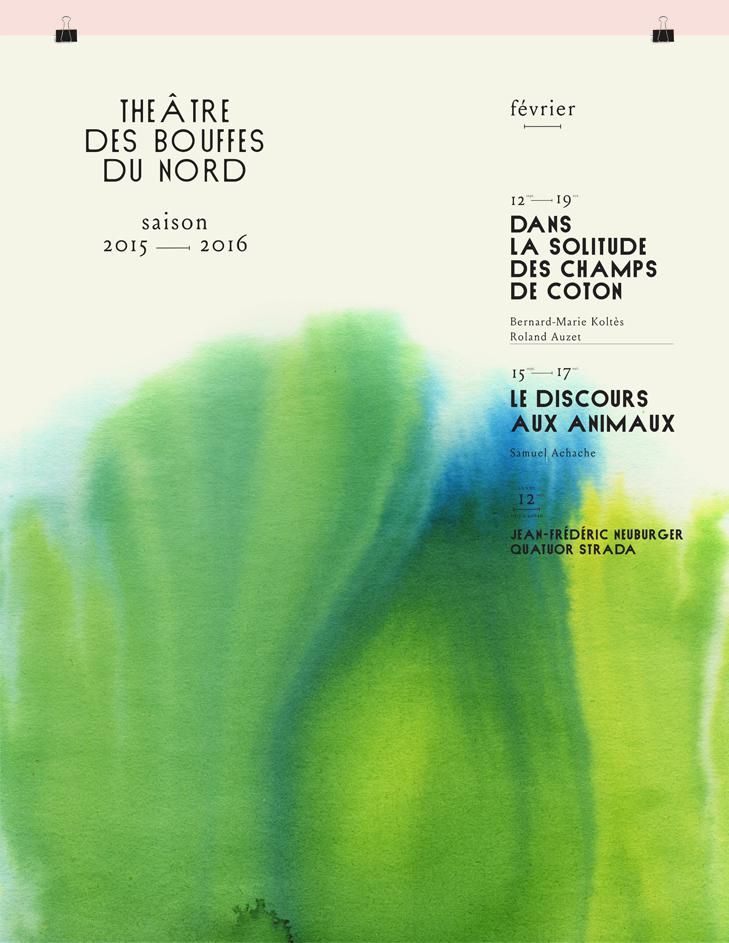 THEÂTRE
DES BOUFFES
DU NORD
saison
2015 — 2016
février
12 — 19
DANS
LA SOLITUDE
DES CHAMPS
DE COTON
Bernard-Marie Koltès
Roland Auzet
15 — 17
LE DISCOURS
AUX ANIMAUX
Samuel Achache
12
JEAN-FRÉDÉRIC NEUBURGER
QUATUOR STRADA